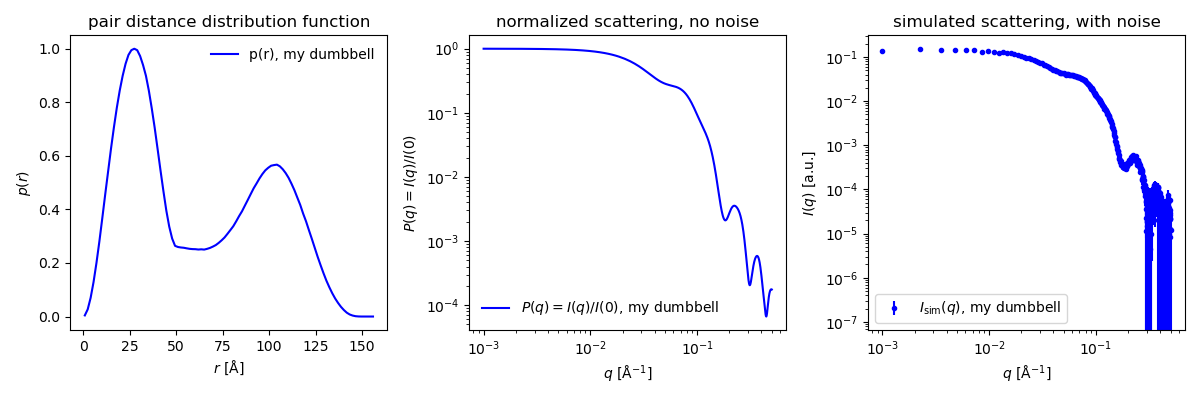 pair distance distribution function
p(r), my dumbbell
1.0
0.8
0.6
0.4
0.2
0.0
p(r)
0 25 50 75 100 125 150
r [Å]
normalized scattering, no noise
10⁰
10⁻¹
10⁻²
10⁻³
10⁻⁴
P(q) = I(q)/I(0)
P(q) = I(q)/I(0), my dumbbell
10⁻³ 10⁻² 10⁻¹
q [Å⁻¹]
simulated scattering, with noise
10⁻¹
10⁻²
10⁻³
10⁻⁴
10⁻⁵
10⁻⁶
10⁻⁷
I(q) [a.u.]
I_sim(q), my dumbbell
10⁻³ 10⁻² 10⁻¹
q [Å⁻¹]